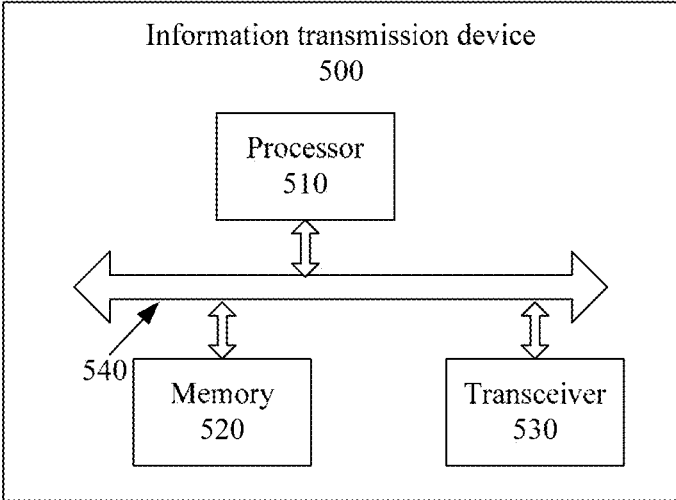 Information transmission device
500
Processor
510
540
Memory
520
Transceiver
530